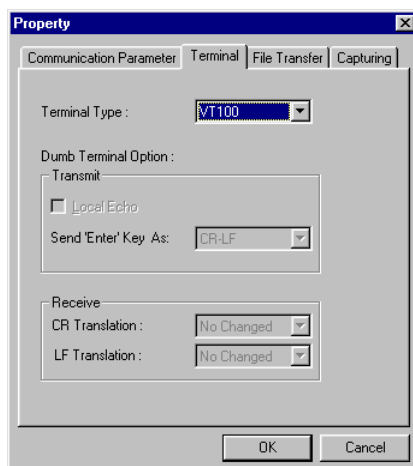 Property
Communication Parameter Terminal File Transfer Capturing
Terminal Type : VT100
Dumb Terminal Option :
Transmit
Local Echo
Send 'Enter' Key As: CR-LF
Receive
CR Translation : No Changed
LF Translation : No Changed
OK Cancel